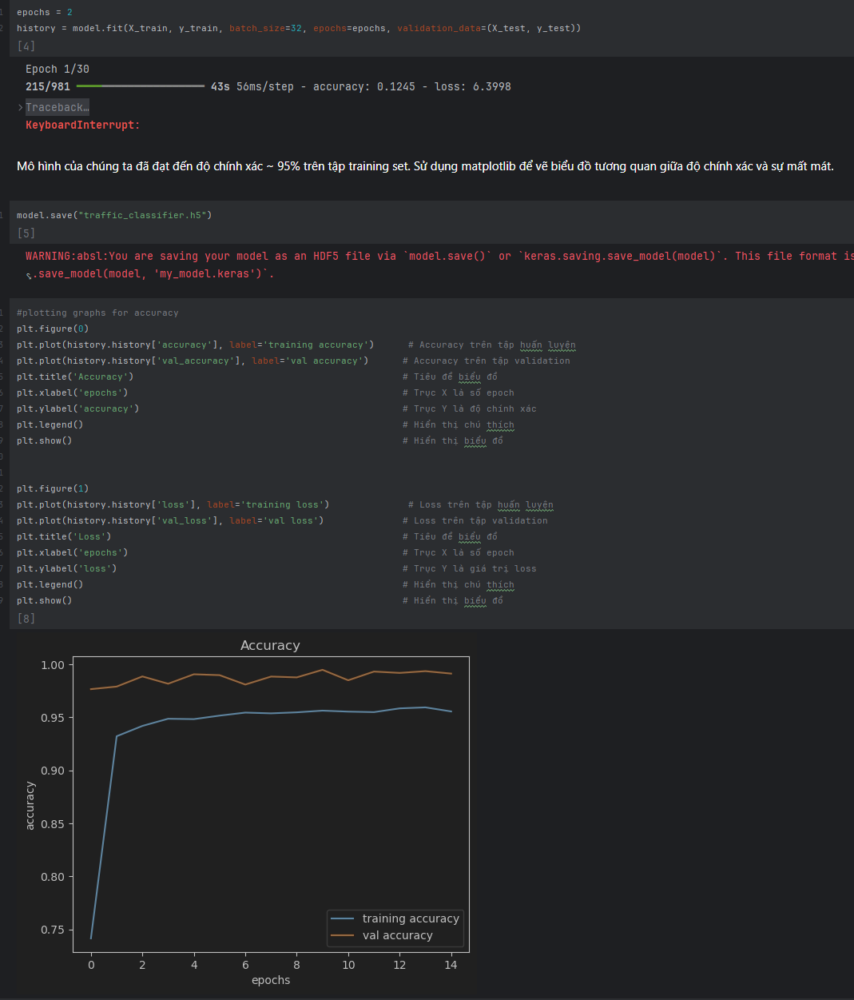 epochs = 2
history = model.fit(X_train, y_train, batch_size=32, epochs=epochs, validation_data=(X_test, y_test))
[4]
Epoch 1/30
215/981 43s 56ms/step - accuracy: 0.1245 - loss: 6.3998
Traceback…
KeyboardInterrupt:
Mô hình của chúng ta đã đạt đến độ chính xác ~ 95% trên tập training set. Sử dụng matplotlib để vẽ biểu đồ tương quan giữa độ chính xác và sự mất mát.
model.save("traffic_classifier.h5")
[5]
WARNING:absl:You are saving your model as an HDF5 file via `model.save()` or `keras.saving.save_model(model)`. This file format is
.save_model(model, 'my_model.keras')`.
#plotting graphs for accuracy
plt.figure(0)
plt.plot(history.history['accuracy'], label='training accuracy') # Accuracy trên tập huấn luyện
plt.plot(history.history['val_accuracy'], label='val accuracy') # Accuracy trên tập validation
plt.title('Accuracy') # Tiêu đề biểu đồ
plt.xlabel('epochs') # Trục X là số epoch
plt.ylabel('accuracy') # Trục Y là độ chính xác
plt.legend() # Hiển thị chú thích
plt.show() # Hiển thị biểu đồ
plt.figure(1)
plt.plot(history.history['loss'], label='training loss') # Loss trên tập huấn luyện
plt.plot(history.history['val_loss'], label='val loss') # Loss trên tập validation
plt.title('Loss') # Tiêu đề biểu đồ
plt.xlabel('epochs') # Trục X là số epoch
plt.ylabel('loss') # Trục Y là giá trị loss
plt.legend() # Hiển thị chú thích
plt.show() # Hiển thị biểu đồ
[8]
Accuracy
1.00
0.95
0.90
0.85
0.80
0.75
accuracy
training accuracy
val accuracy
0 2 4 6 8 10 12 14
epochs